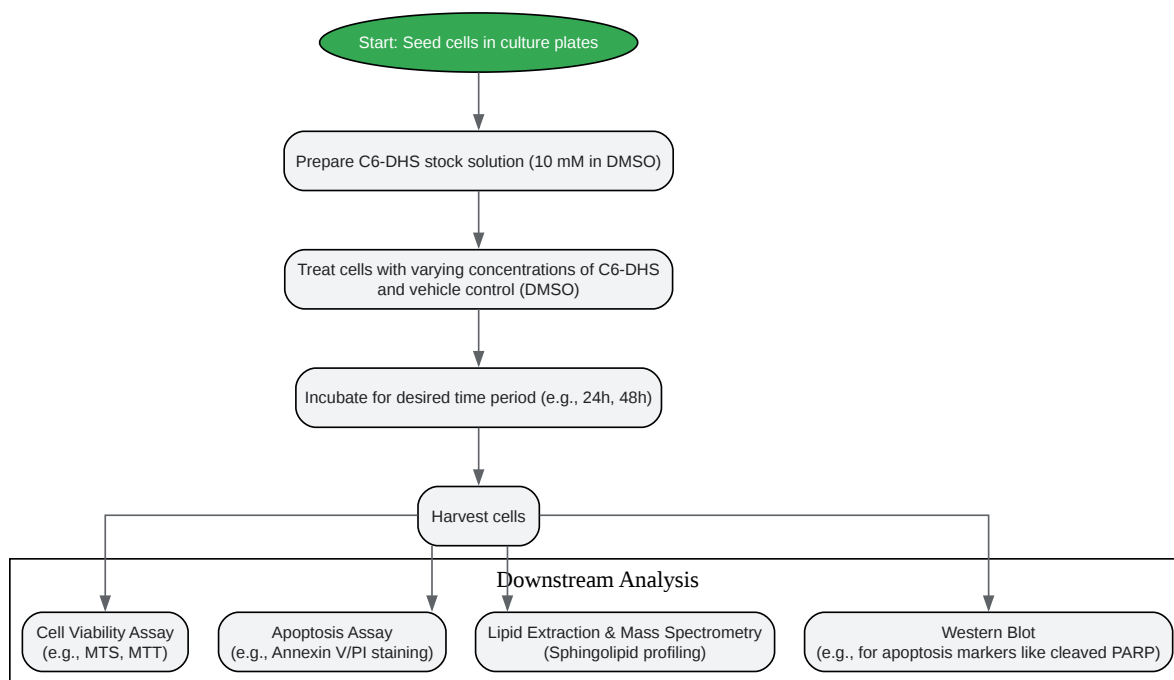 Start: Seed cells in culture plates
Prepare C6-DHS stock solution (10 mM in DMSO)
Treat cells with varying concentrations of C6-DHS
and vehicle control (DMSO)
Incubate for desired time period (e.g., 24h, 48h)
Harvest cells
Downstream Analysis
Cell Viability Assay
(e.g., MTS, MTT)
Apoptosis Assay
(e.g., Annexin V/PI staining)
Lipid Extraction & Mass Spectrometry
(Sphingolipid profiling)
Western Blot
(e.g., for apoptosis markers like cleaved PARP)